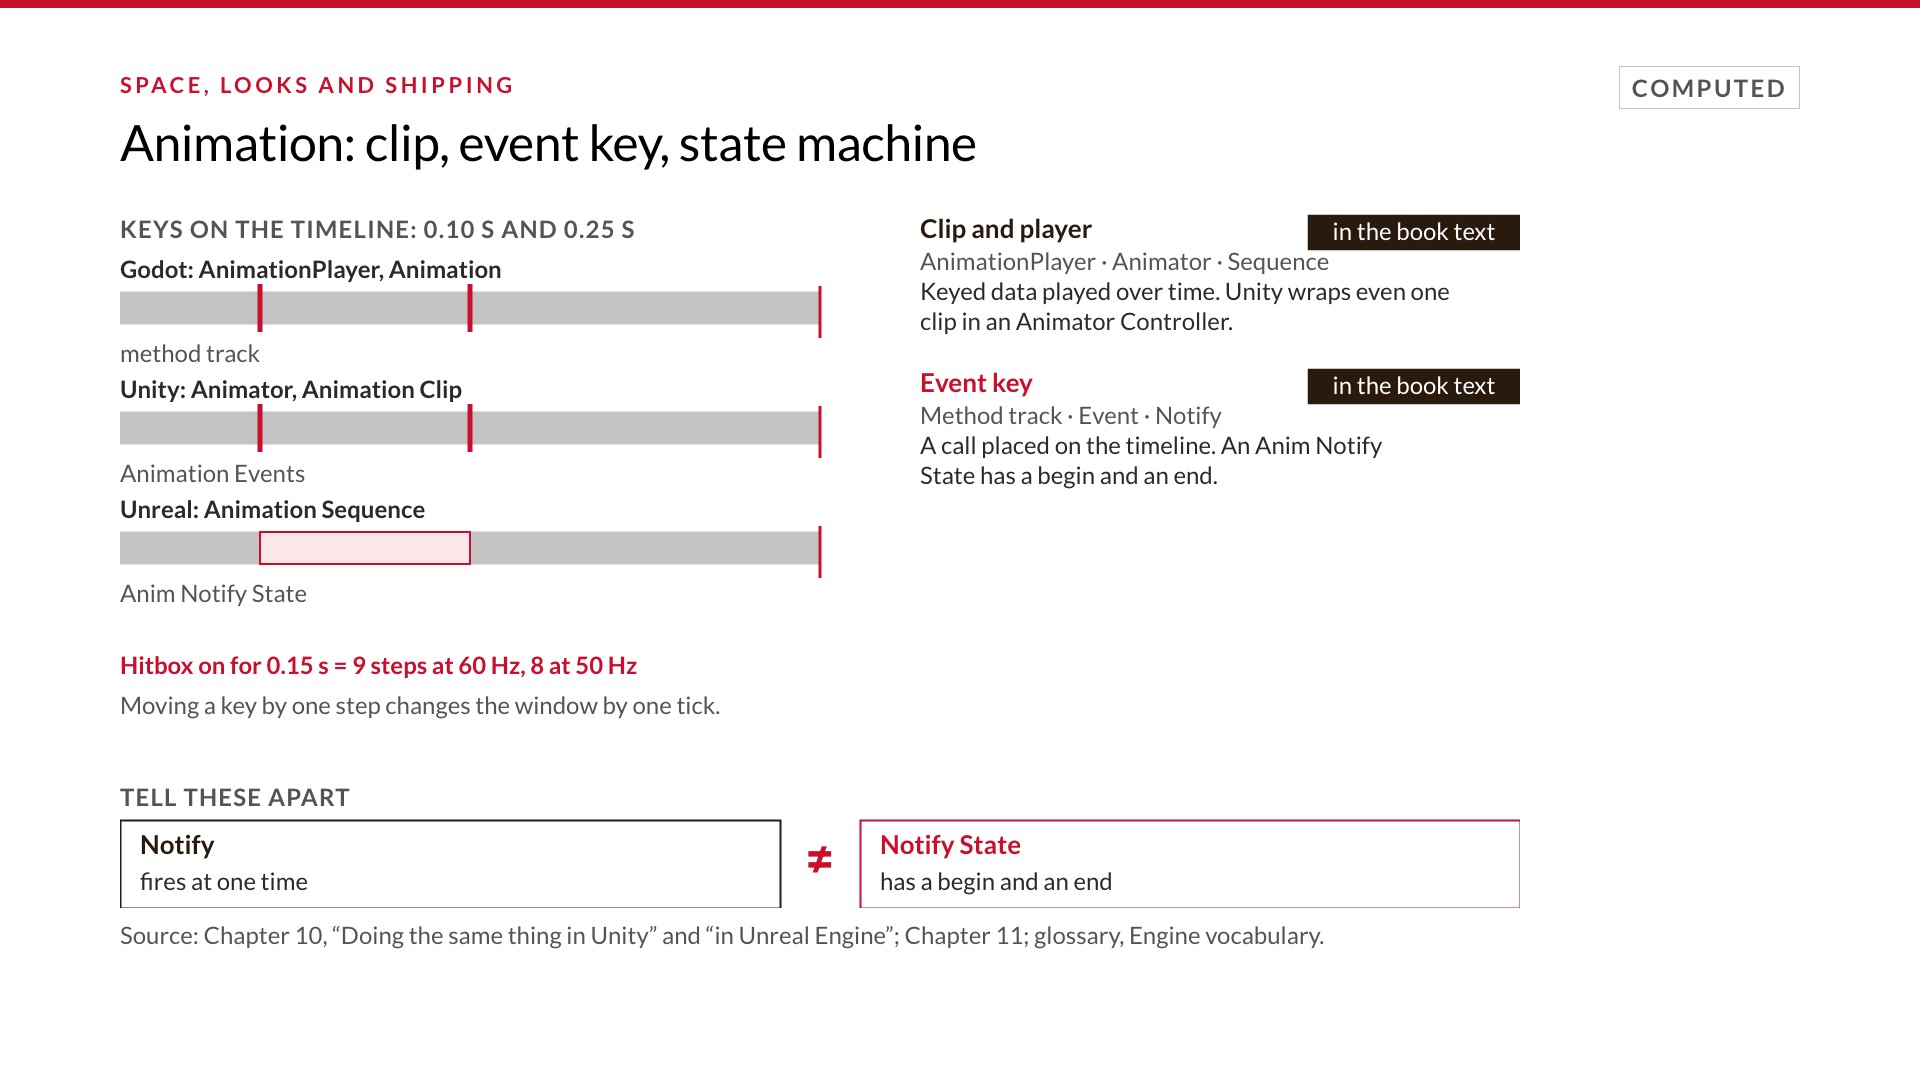 SPACE, LOOKS AND SHIPPING
COMPUTED
Animation: clip, event key, state machine
KEYS ON THE TIMELINE: 0.10 S AND 0.25 S
Godot: AnimationPlayer, Animation
method track
Unity: Animator, Animation Clip
Animation Events
Unreal: Animation Sequence
Anim Notify State
Hitbox on for 0.15 s = 9 steps at 60 Hz, 8 at 50 Hz
Moving a key by one step changes the window by one tick.
Clip and player
in the book text
AnimationPlayer · Animator · Sequence
Keyed data played over time. Unity wraps even one
clip in an Animator Controller.
Event key
in the book text
Method track · Event · Notify
A call placed on the timeline. An Anim Notify
State has a begin and an end.
TELL THESE APART
Notify
fires at one time
≠
Notify State
has a begin and an end
Source: Chapter 10, “Doing the same thing in Unity” and “in Unreal Engine”; Chapter 11; glossary, Engine vocabulary.